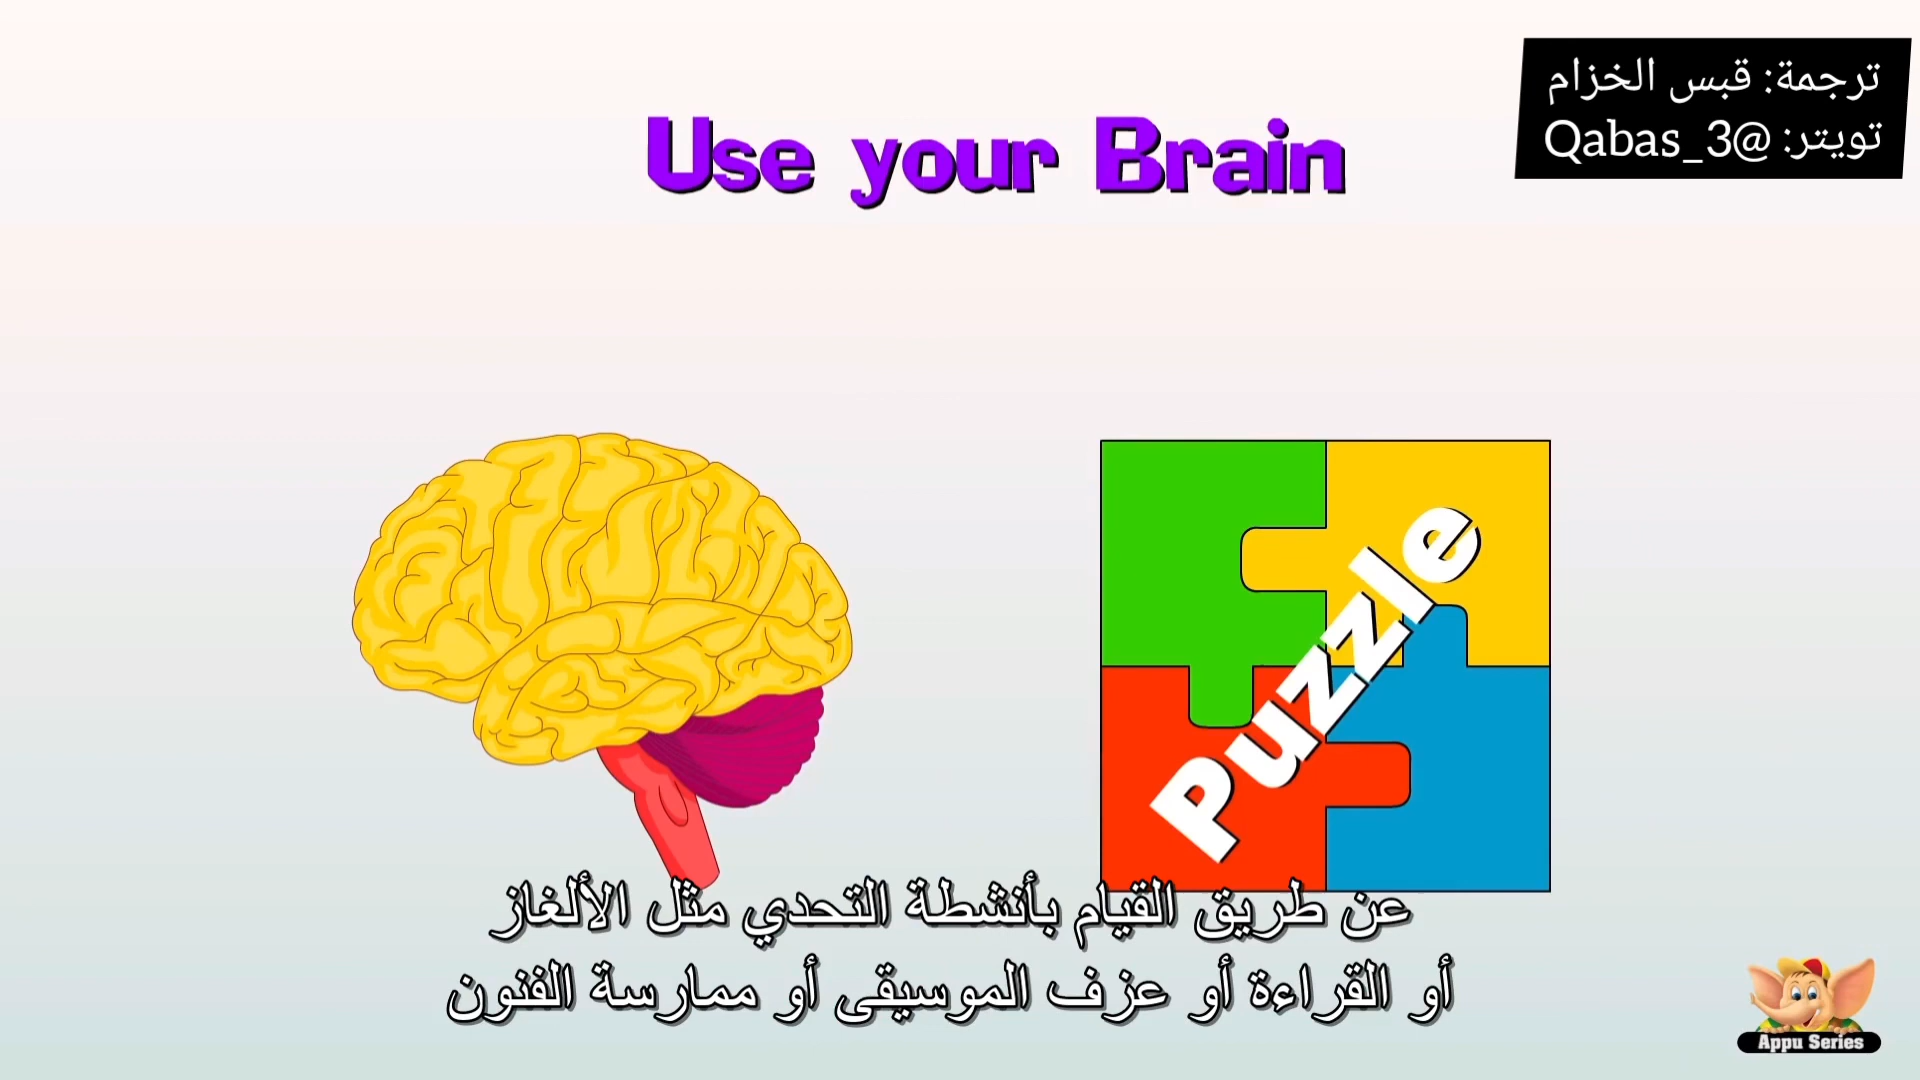 ترجمة: قبس الخزام
تويتر: @Qabas_3
Use your Brain
Puzzle
عن طريق القيام بأنشطة التحدي مثل الألغاز
أو القراءة أو عزف الموسيقى أو ممارسة الفنون
Appu Series